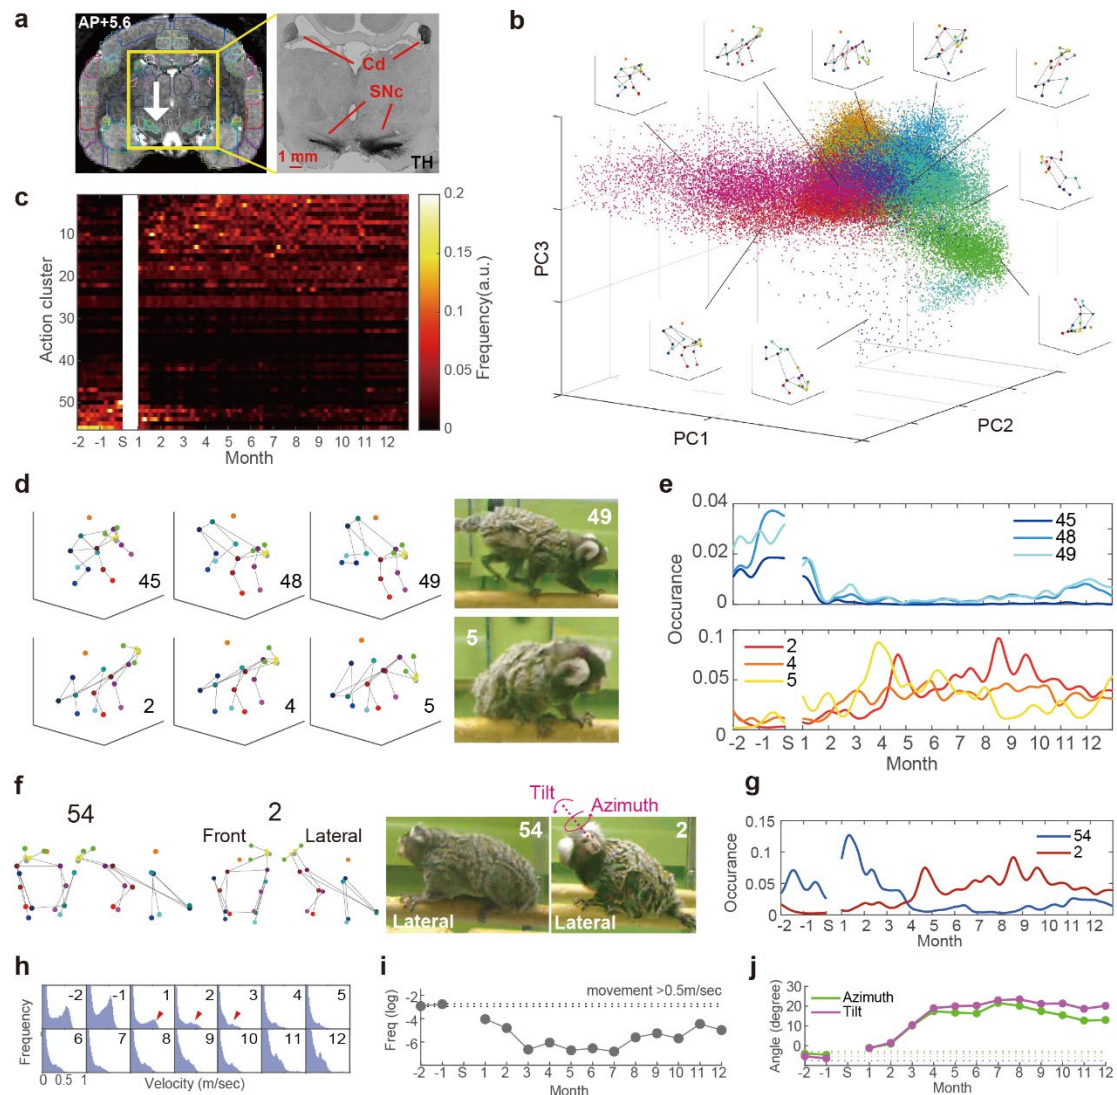 a
AP+5.6
Cd
SNc
1 mm
TH
b
PC3
PC1
PC2
c
Action cluster
10
20
30
40
50
-2 -1 S 1 2 3 4 5 6 7 8 9 10 11 12
Month
0.2
0.15
0.1
0.05
0
Frequency(a.u.)
d
45
48
49
49
2
4
5
5
e
Occurance
0.04
0.02
0
45
48
49
0.1
0.05
0
2
4
5
-2 -1 S 1 2 3 4 5 6 7 8 9 10 11 12
Month
f
54
2
Front
Lateral
54
Lateral
Tilt
Azimuth
2
Lateral
g
Occurance
0.15
0.1
0.05
0
54
2
-2 -1 S 1 2 3 4 5 6 7 8 9 10 11 12
Month
h
Frequency
-2 -1 1 2 3 4 5
6 7 8 9 10 11 12
0 0.5 1
Velocity (m/sec)
i
Freq (log)
-2
-4
-6
movement >0.5m/sec
-2 -1 S 1 2 3 4 5 6 7 8 9 10 11 12
Month
j
Angle (degree)
30
20
10
0
Azimuth
Tilt
-2 -1 S 1 2 3 4 5 6 7 8 9 10 11 12
Month